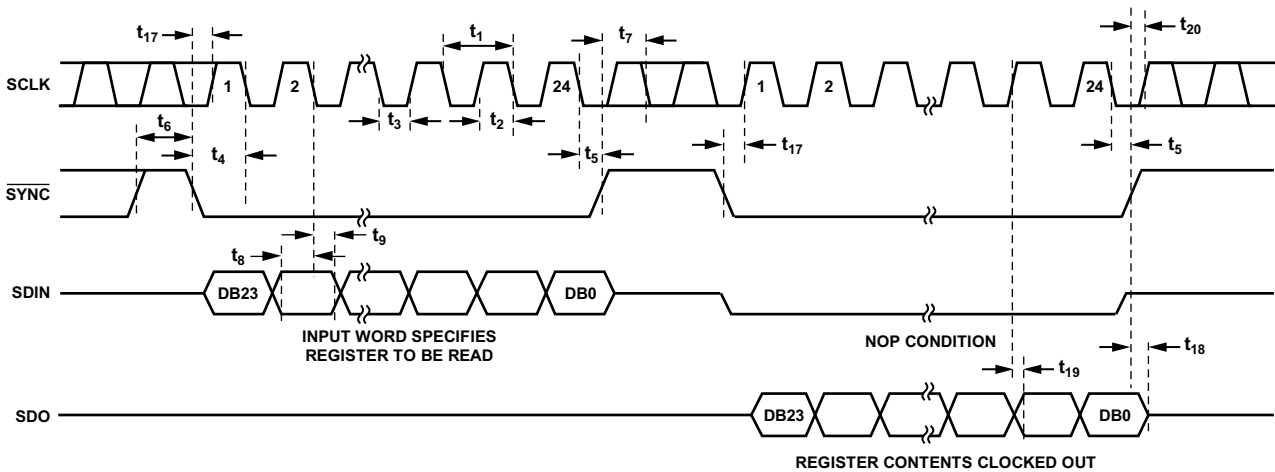 t17
t1
t7
t20
SCLK
1
2
24
1
2
24
t6
t4
t3
t2
t5
t17
t5
SYNC
t8
t9
SDIN
DB23
DB0
INPUT WORD SPECIFIES
REGISTER TO BE READ
NOP CONDITION
t19
t18
SDO
DB23
DB0
REGISTER CONTENTS CLOCKED OUT